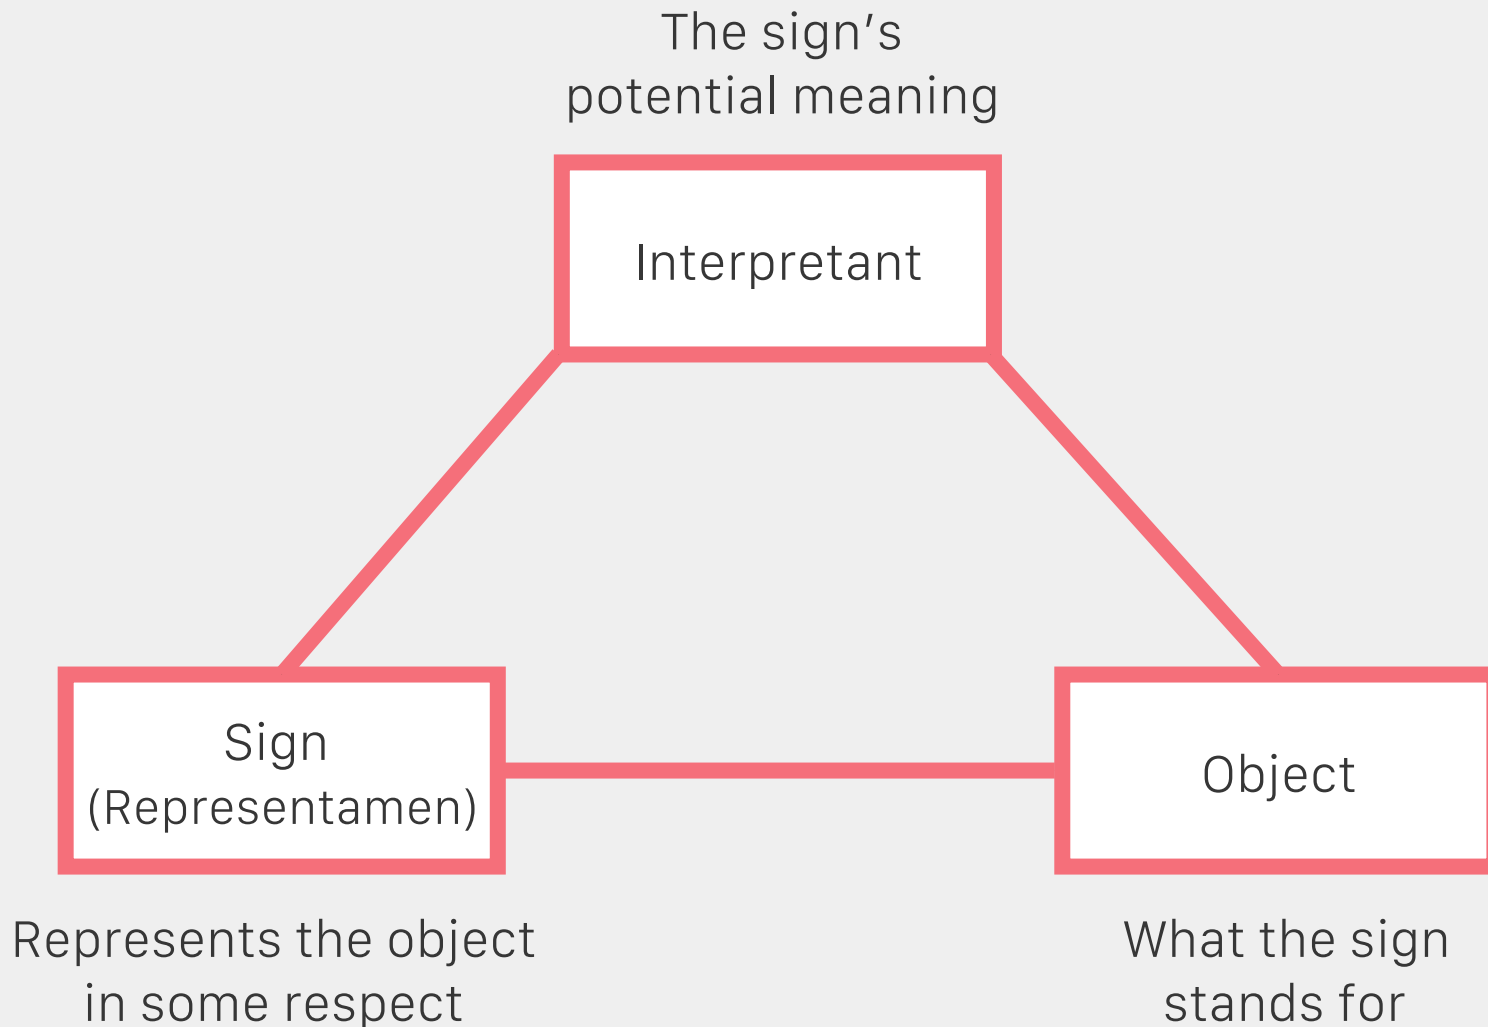 The sign's
potential meaning
Interpretant
Sign
(Representamen)
Object
Represents the object
in some respect
What the sign
stands for